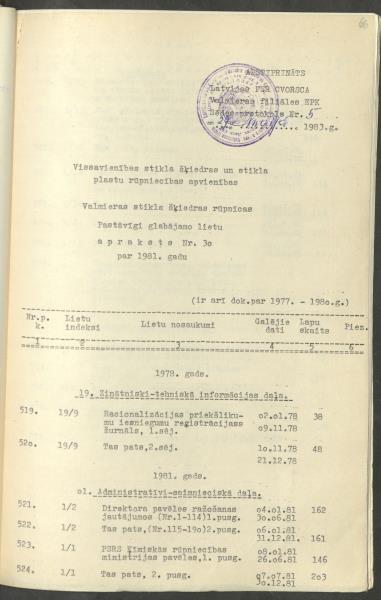 66
APSTIPRINĀTS
Latvijas PSR CVORSCA
Valmieras filiāles EPK
Sēdes protokols Nr. 5
1983.g.
Vissavienības stikla šķiedras un stikla
plastu rūpniecības apvienības
Valmieras stikla šķiedras rūpnīcas
Pastāvīgi glabājamo lietu
a p r a k s t s Nr. 3o
par 1981. gadu
(ir arī dok.par 1977. - 198o.g.)
Nr.p.k. Lietu indeksi Lietu nosaukumi Galējie dati Lapu skaits Piez.
1 2 3 4 5 6
1978. gads.
19. Zinātniski-tehniskā informācijas daļa.
519. 19/9 Racionalizācijas priekšliku- o2.o1.78 38
mu iesniegumu reģistrācijass o9.11.78
žurnāls, 1.sēj.
52o. 19/9 Tas pats,2.sēj. 1o.11.78 48
21.12.78
1981. gads.
o1. Administratīvi-saimnieciskā daļa.
521. 1/2 Direktora pavēles ražošanas o4.o1.81 162
jautājumos (Nr.1-114)1.pusg. 3o.o6.81
522. 1/2 Tas pats,(Nr.115-19o)2.pusg. o6.o1.81
31.12.81. 161
523. 1/1 PSRS Ķīmiskās rūpniecības o8.o1.81
ministrijas pavēles,1. pusg. 26.o6.81 146
524. 1/1 Tas pats, 2. pusg. o7.o7.81 2o3
3o.12.81